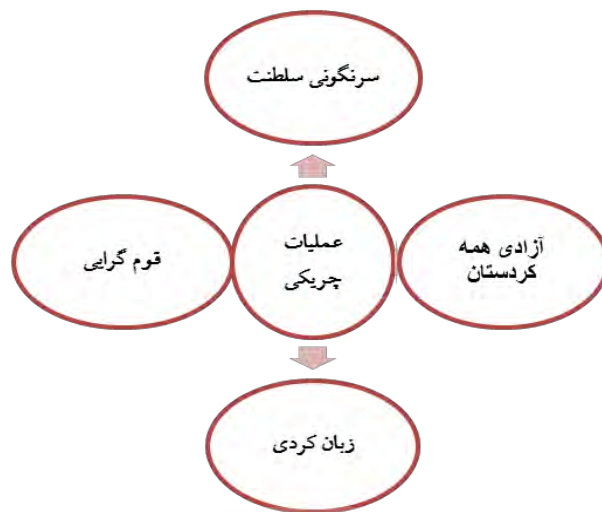 سرنگونی سلطنت
آزادی همه
کردستان
عملیات
چریکی
قوم گرایی
زبان کردی